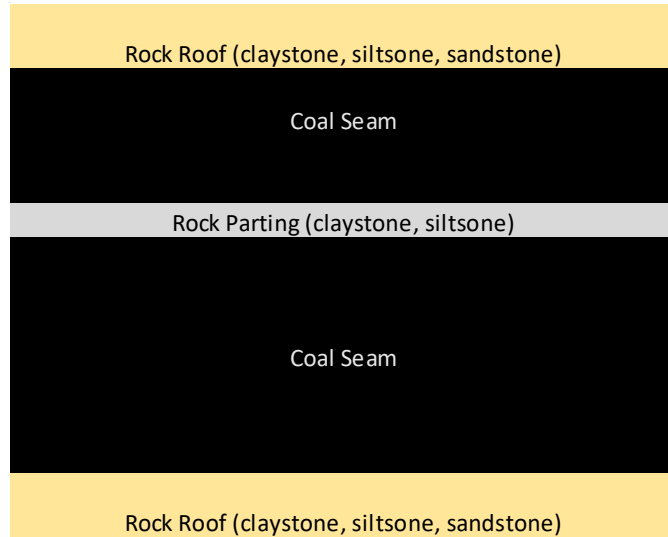 Rock Roof (claystone, siltsone, sandstone)
Coal Seam
Rock Parting (claystone, siltsone)
Coal Seam
Rock Roof (claystone, siltsone, sandstone)